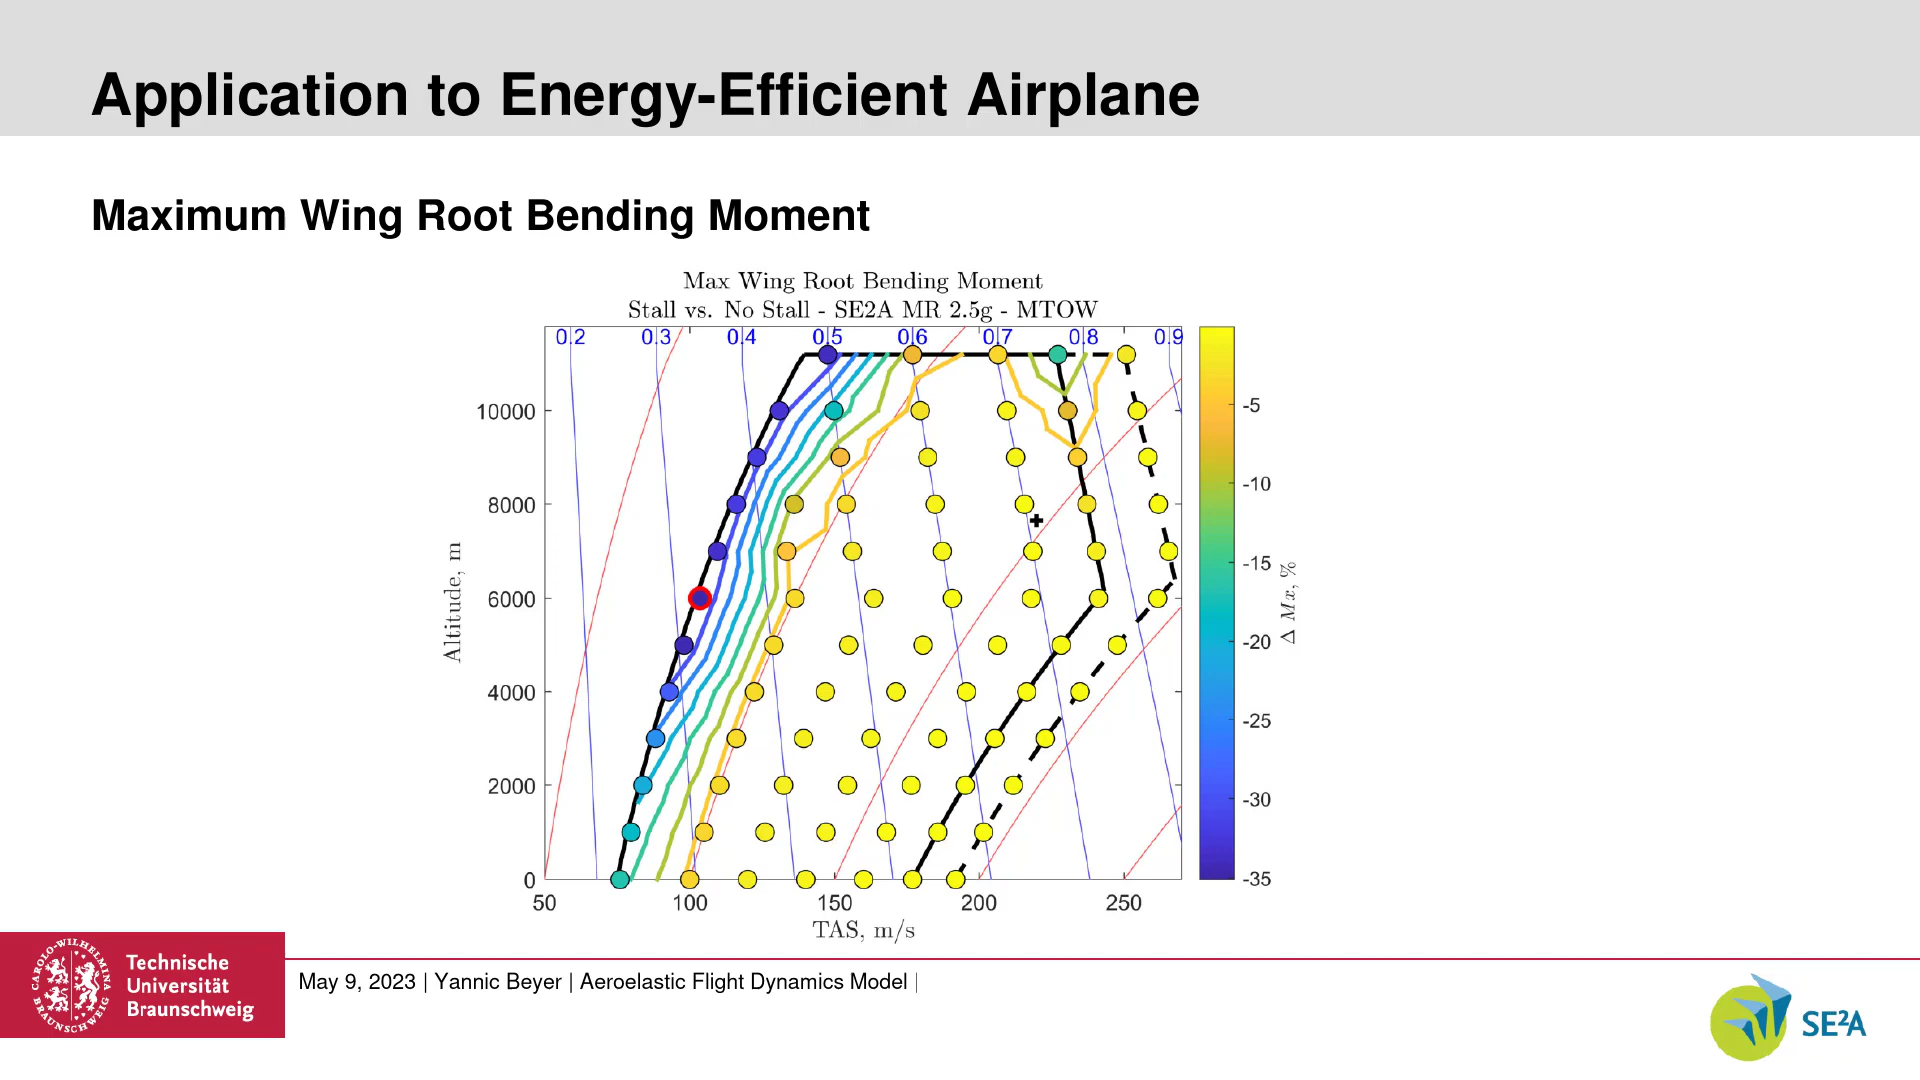 Application to Energy-Efficient Airplane
Maximum Wing Root Bending Moment
Max Wing Root Bending Moment
Stall vs. No Stall - SE2A MR 2.5g - MTOW
0.2 0.3 0.4 0.5 0.6 0.7 0.8 0.9
10000
8000
6000
4000
2000
0
Altitude, m
50 100 150 200 250
TAS, m/s
-5
-10
-15
-20
-25
-30
-35
Δ Mx, %
CAROLO-WILHELMINA
BRAUNSCHWEIG
Technische
Universität
Braunschweig
May 9, 2023 | Yannic Beyer | Aeroelastic Flight Dynamics Model |
SE²A